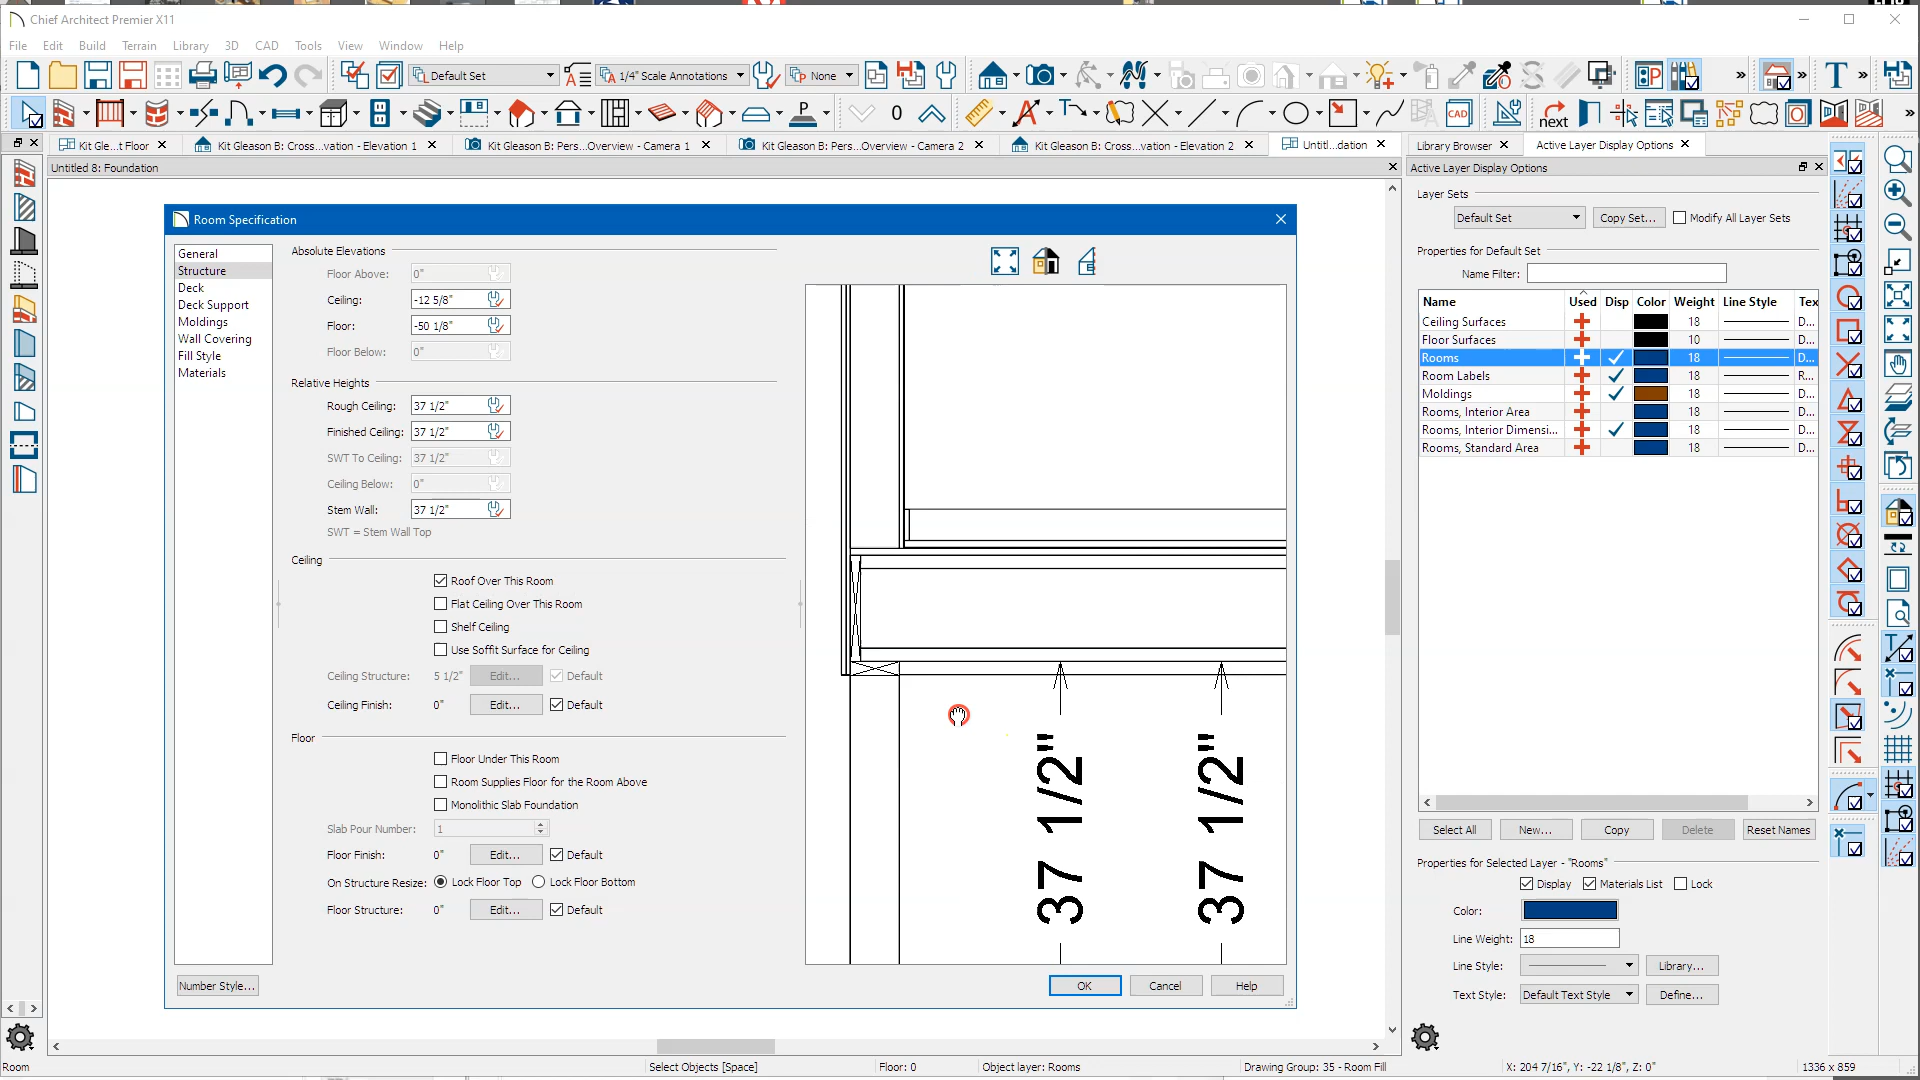 Chief Architect Premier X11
File Edit Build Terrain Library 3D CAD Tools View Window Help
Default Set 1/4" Scale Annotations None
0 CAD next
Kit Gle...t Floor Kit Gleason B: Cross...vation - Elevation 1 Kit Gleason B: Pers...Overview - Camera 1 Kit Gleason B: Pers...Overview - Camera 2 Kit Gleason B: Cross...vation - Elevation 2 Untitl...dation Library Browser Active Layer Display Options
Untitled 8: Foundation
Active Layer Display Options
Room Specification
General
Structure
Deck
Deck Support
Moldings
Wall Covering
Fill Style
Materials
Absolute Elevations
Floor Above: 0"
Ceiling: -12 5/8"
Floor: -50 1/8"
Floor Below: 0"
Relative Heights
Rough Ceiling: 37 1/2"
Finished Ceiling: 37 1/2"
SWT To Ceiling: 37 1/2"
Ceiling Below: 0"
Stem Wall: 37 1/2"
SWT = Stem Wall Top
Ceiling
Roof Over This Room
Flat Ceiling Over This Room
Shelf Ceiling
Use Soffit Surface for Ceiling
Ceiling Structure: 5 1/2" Edit... Default
Ceiling Finish: 0" Edit... Default
Floor
Floor Under This Room
Room Supplies Floor for the Room Above
Monolithic Slab Foundation
Slab Pour Number: 1
Floor Finish: 0" Edit... Default
On Structure Resize: Lock Floor Top Lock Floor Bottom
Floor Structure: 0" Edit... Default
37 1/2"
37 1/2"
Number Style... OK Cancel Help
Layer Sets
Default Set Copy Set... Modify All Layer Sets
Properties for Default Set
Name Filter:
Name Used Disp Color Weight Line Style Tex
Ceiling Surfaces 18 D...
Floor Surfaces 10 D...
Rooms 18 D...
Room Labels 18 R...
Moldings 18 D...
Rooms, Interior Area 18 D...
Rooms, Interior Dimensi... 18 D...
Rooms, Standard Area 18 D...
Select All New... Copy Delete Reset Names
Properties for Selected Layer - "Rooms"
Display Materials List Lock
Color:
Line Weight: 18
Line Style: Library...
Text Style: Default Text Style Define...
Room Select Objects [Space] Floor: 0 Object layer: Rooms Drawing Group: 35 - Room Fill X: 204 7/16", Y: -22 1/8", Z: 0" 1336 x 859